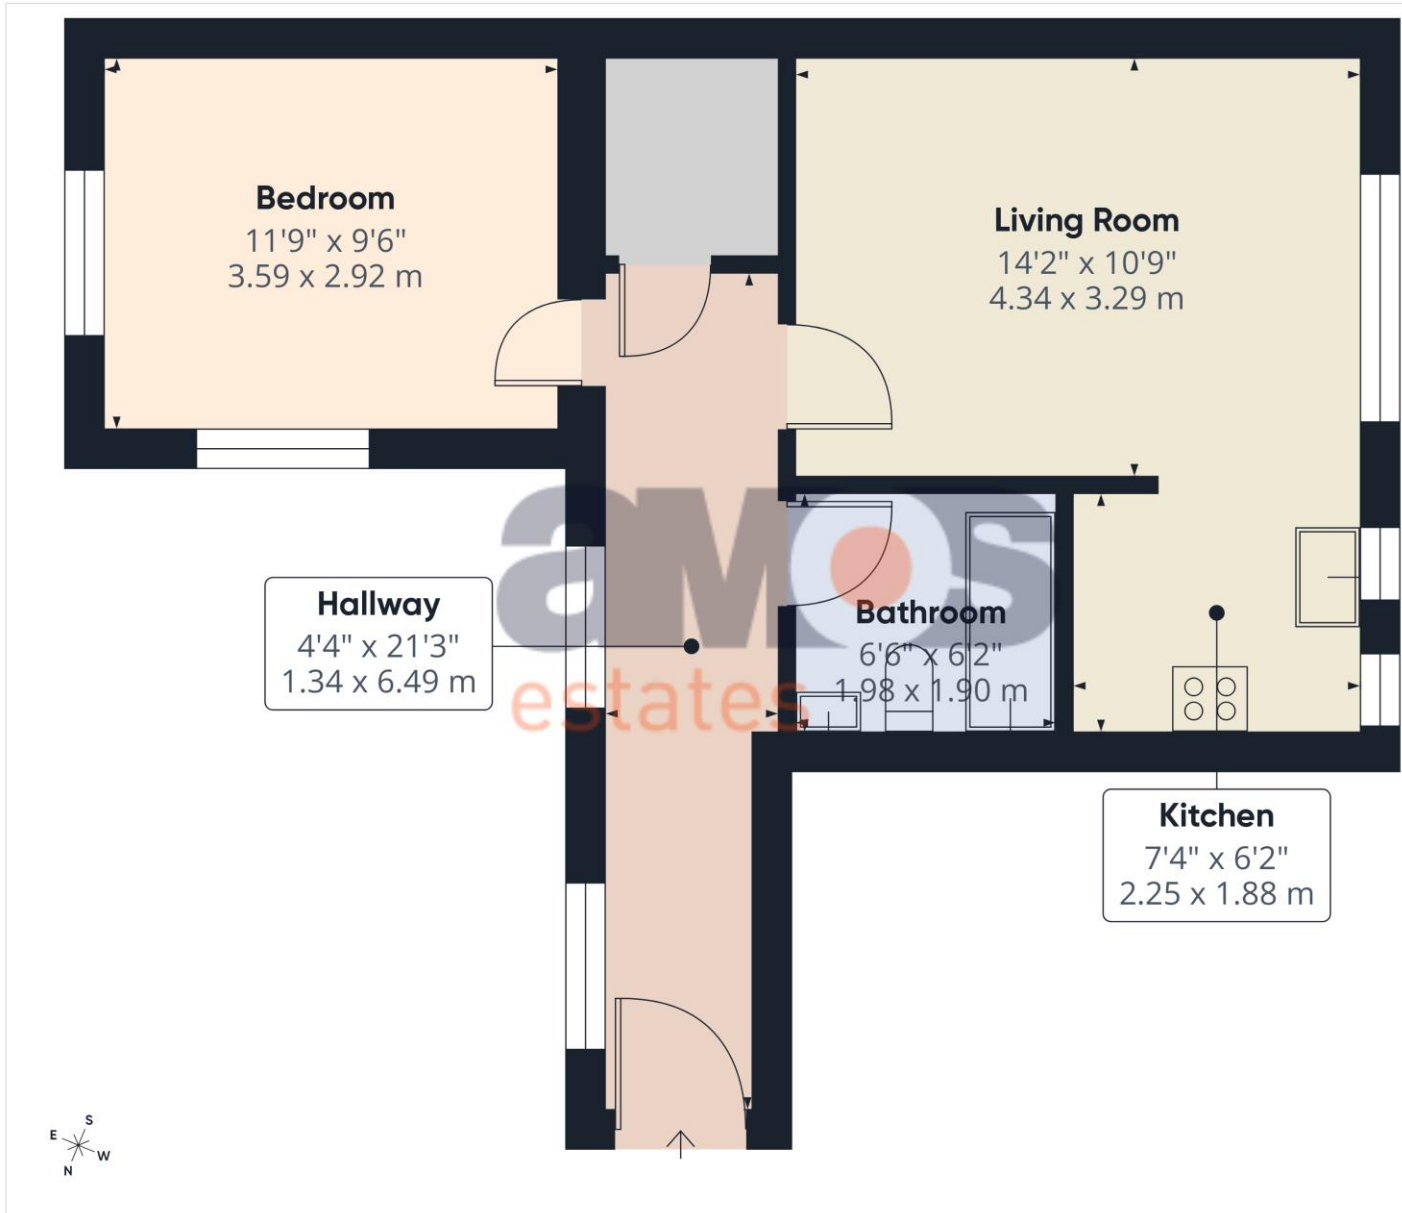 Bedroom
11'9" x 9'6"
3.59 x 2.92 m
Living Room
14'2" x 10'9"
4.34 x 3.29 m
amos
estates
Hallway
4'4" x 21'3"
1.34 x 6.49 m
Bathroom
6'6" x 6'2"
1.98 x 1.90 m
Kitchen
7'4" x 6'2"
2.25 x 1.88 m
S
E
W
N